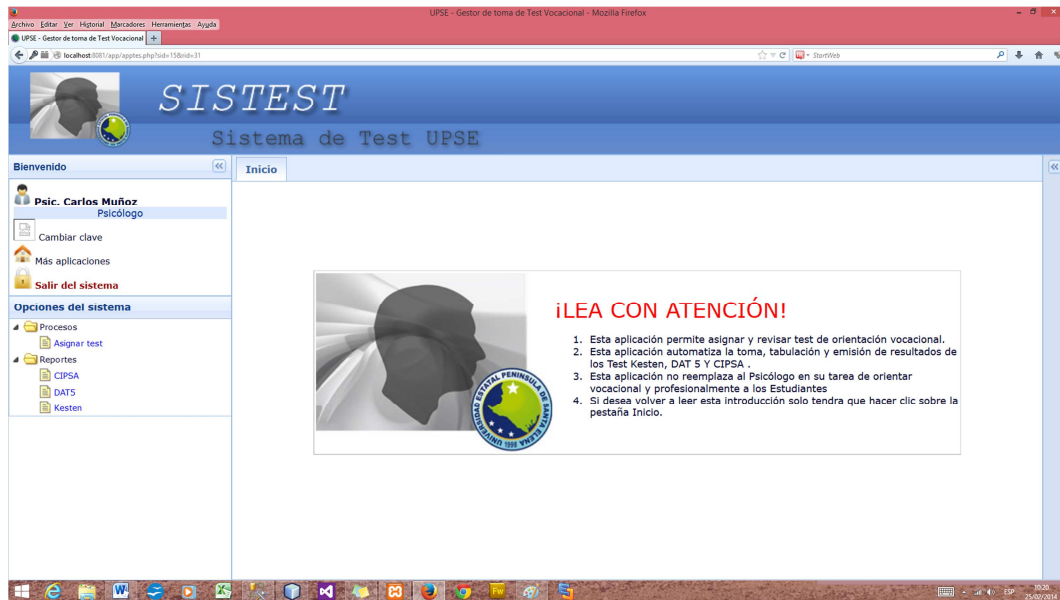 UPSE - Gestor de toma de Test Vocacional - Mozilla Firefox
Archivo Editar Ver Historial Marcadores Herramientas Ayuda
UPSE - Gestor de toma de Test Vocacional
localhost:8081/app/apptes.php?sid=15&rid=31
StartWeb
SISTEST
Sistema de Test UPSE
Bienvenido
Inicio
Psic. Carlos Muñoz
Psicólogo
Cambiar clave
Más aplicaciones
Salir del sistema
Opciones del sistema
Procesos
Asignar test
Reportes
CIPSA
DAT5
Kesten
¡LEA CON ATENCIÓN!
1. Esta aplicación permite asignar y revisar test de orientación vocacional.
2. Esta aplicación automatiza la toma, tabulación y emisión de resultados de
los Test Kesten, DAT 5 Y CIPSA .
3. Esta aplicación no reemplaza al Psicólogo en su tarea de orientar
vocacional y profesionalmente a los Estudiantes
4. Si desea volver a leer esta introducción solo tendra que hacer clic sobre la
pestaña Inicio.
UNIVERSIDAD ESTATAL PENINSULA DE SANTA ELENA
1998
ESP
10:20
25/02/2014